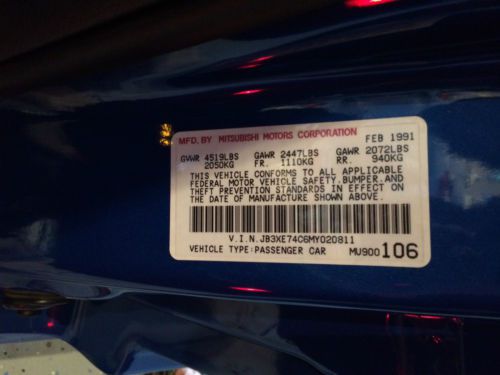 MFD. BY MITSUBISHI MOTORS CORPORATION FEB 1991
GVWR 4519LBS GAWR 2447LBS GAWR 2072LBS
2050KG FR. 1110KG RR. 940KG
THIS VEHICLE CONFORMS TO ALL APPLICABLE
FEDERAL MOTOR VEHICLE SAFETY.BUMPER.AND
THEFT PREVENTION STANDARDS IN EFFECT ON
THE DATE OF MANUFACTURE SHOWN ABOVE.
V.I.N.JB3XE74C6MY020811
VEHICLE TYPE:PASSENGER CAR MU900106